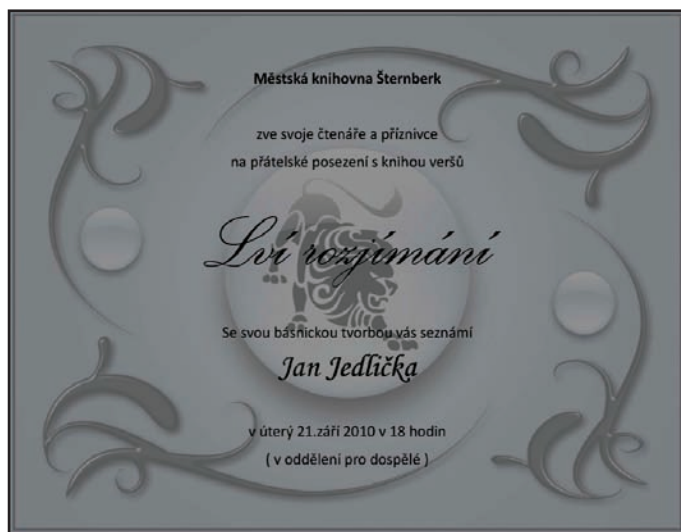 Městská knihovna Šternberk
zve svoje čtenáře a příznivce
na přátelské posezení s knihou veršů
Lví rozjímání
Se svou básnickou tvorbou vás seznámí
Jan Jedlička
v úterý 21.září 2010 v 18 hodin
( v oddělení pro dospělé )